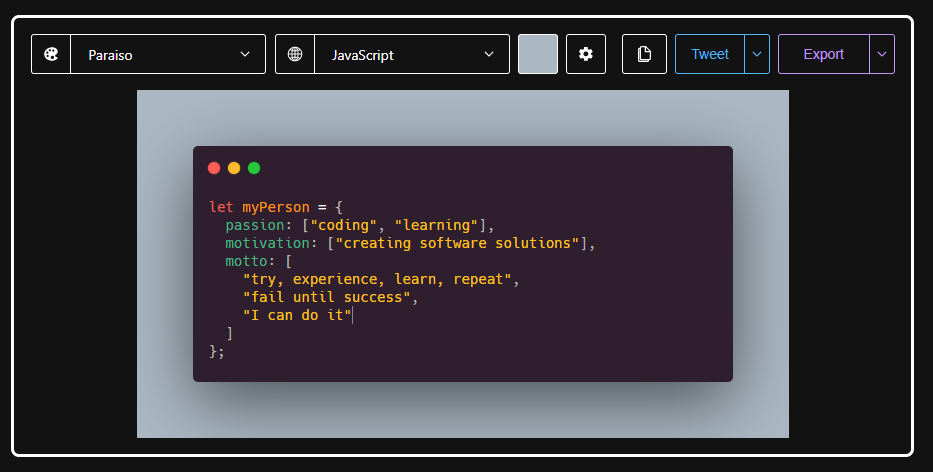 Paraiso JavaScript Tweet Export
let myPerson = {
  passion: ["coding", "learning"],
  motivation: ["creating software solutions"],
  motto: [
    "try, experience, learn, repeat",
    "fail until success",
    "I can do it"
  ]
};